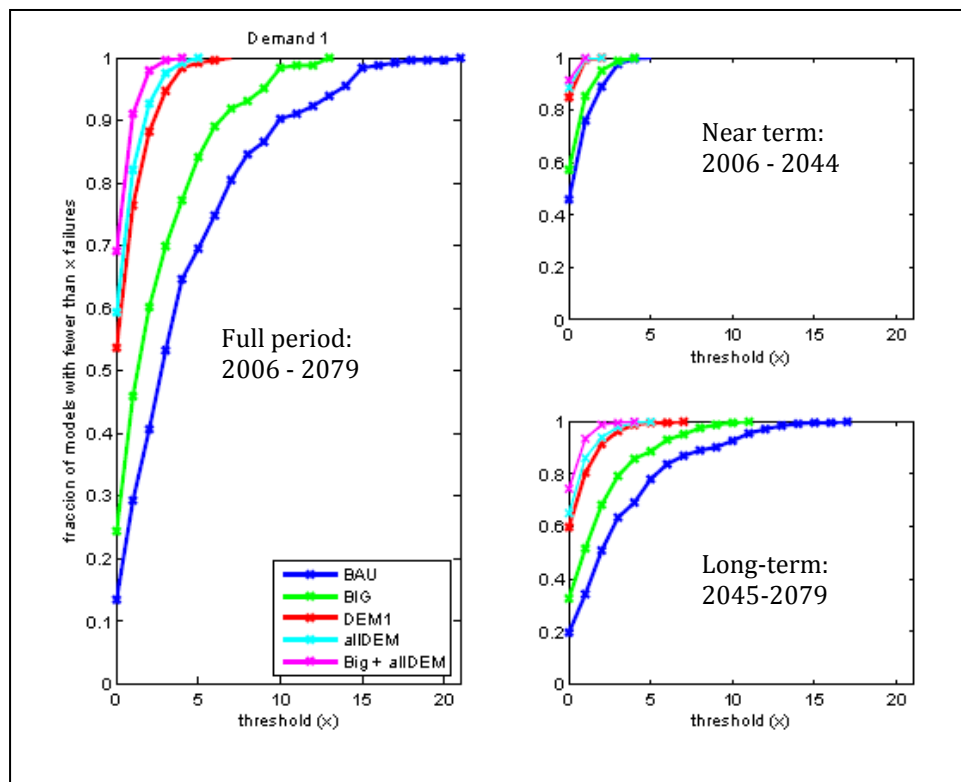 Demand 1
fraccion of models with fewer than x failures
1
0.9
0.8
0.7
0.6
0.5
0.4
0.3
0.2
0.1
0
0 5 10 15 20
threshold (x)
Full period:
2006 - 2079
BAU
BIG
DEM1
allDEM
Big + allDEM
1
0.8
0.6
0.4
0.2
0
0 5 10 15 20
threshold (x)
Near term:
2006 - 2044
1
0.8
0.6
0.4
0.2
0
0 5 10 15 20
threshold (x)
Long-term:
2045-2079